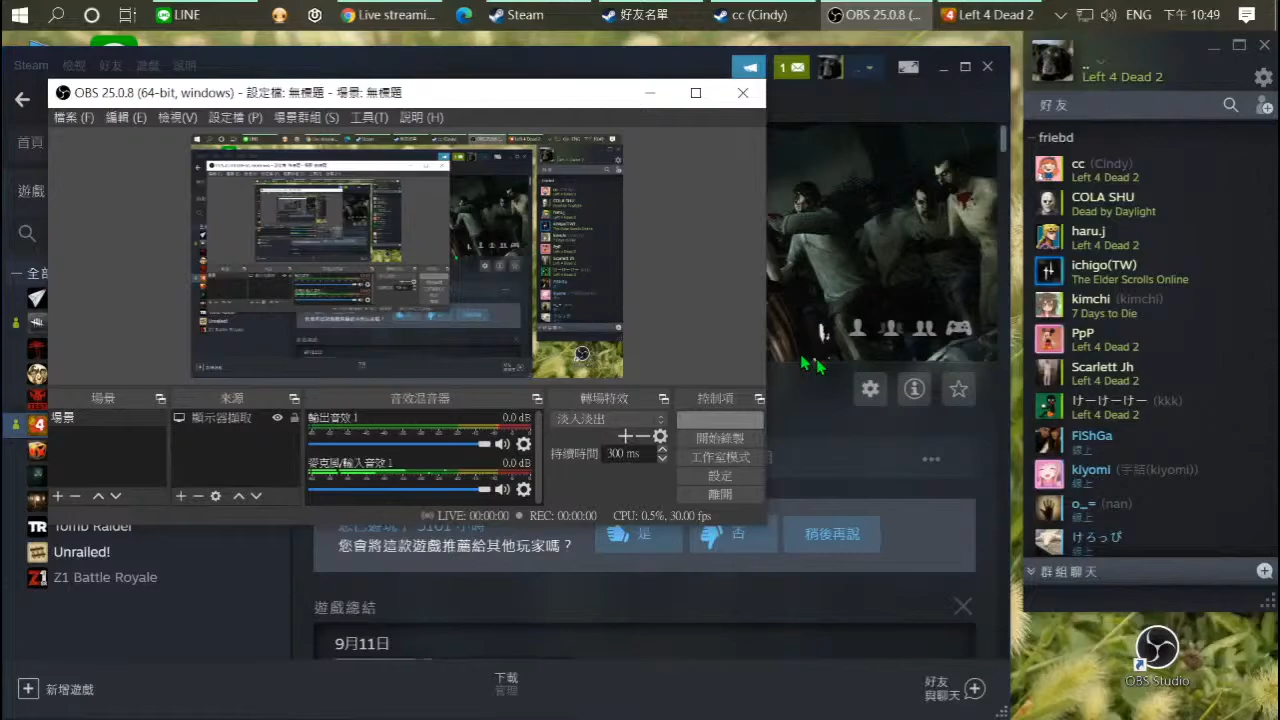 LINE
Live streami...
Steam
好友名單
cc (Cindy)
OBS 25.0.8 (...
Left 4 Dead 2
ENG
下午 10:49
Steam 檢視 好友 遊戲 說明
1
Left 4 Dead 2
OBS 25.0.8 (64-bit, windows) - 設定檔: 無標題 - 場景: 無標題
檔案 (F) 編輯 (E) 檢視(V) 設定檔 (P) 場景群組 (S) 工具(T) 說明 (H)
首頁
遊戲
全部
好友
friebd
cc (Cindy)
Left 4 Dead 2
COLA SHU
Dead by Daylight
haru.j
Left 4 Dead 2
ichigo(TW)
The Elder Scrolls Online
kimchi (kimchi)
7 Days to Die
PpP
Left 4 Dead 2
Scarlett Jh
Left 4 Dead 2
けーけーけー (kkk)
Left 4 Dead 2
FiShGa
線上
kiyomi (宇話(kiyomi))
線上
o_= (nan)
線上
けろっぴ
線上
群組聊天
場景
來源
音效混音器
轉場特效
控制項
場景
顯示器擷取
輸出音效 1
0.0 dB
麥克風/輸入音效 1
0.0 dB
淡入淡出
持續時間 300 ms
開始錄製
工作室模式
設定
離開
LIVE: 00:00:00
REC: 00:00:00
CPU: 0.5%, 30.00 fps
您會將這款遊戲推薦給其他玩家嗎？
是
否
稍後再說
Tomb Raider
Unrailed!
Z1 Battle Royale
遊戲總結
9月11日
新增遊戲
下載
管理
好友
與聊天
OBS Studio